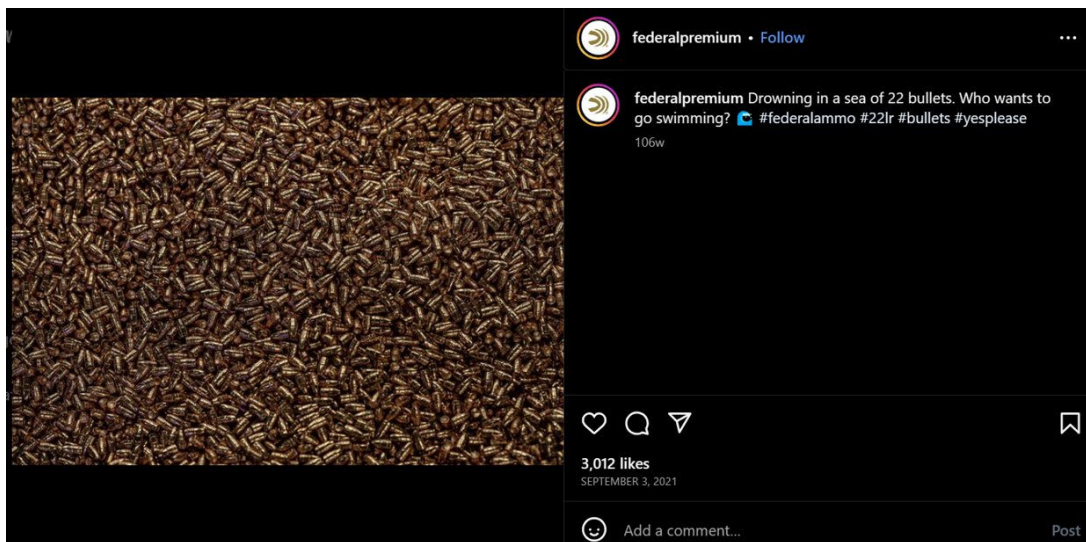 federalpremium • Follow
federalpremium Drowning in a sea of 22 bullets. Who wants to
go swimming? 🌊 #federalammo #22lr #bullets #yesplease
106w
3,012 likes
SEPTEMBER 3, 2021
Add a comment...
Post